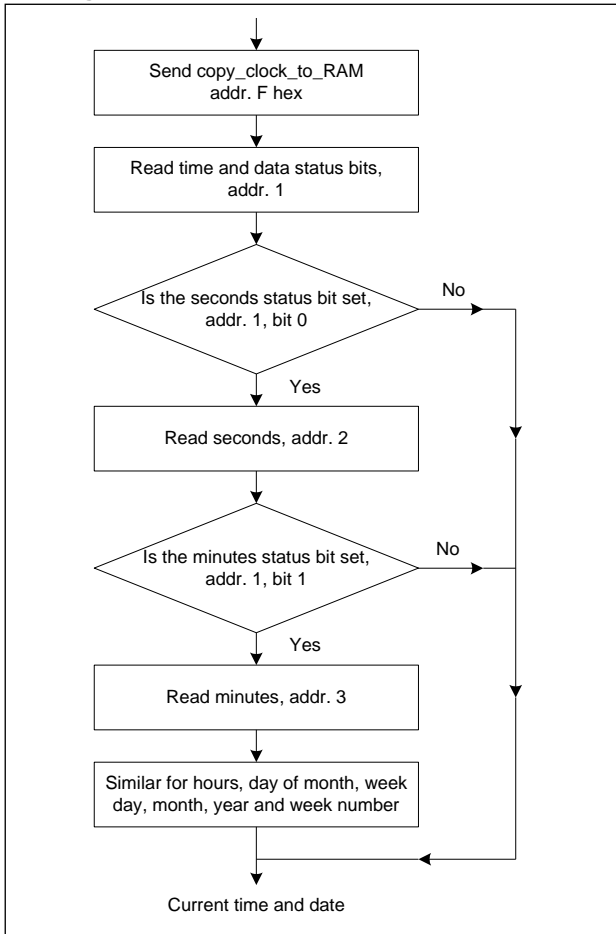 Send copy_clock_to_RAM
addr. F hex
Read time and data status bits,
addr. 1
Is the seconds status bit set,
addr. 1, bit 0
No
Yes
Read seconds, addr. 2
Is the minutes status bit set,
addr. 1, bit 1
No
Yes
Read minutes, addr. 3
Similar for hours, day of month, week
day, month, year and week number
Current time and date